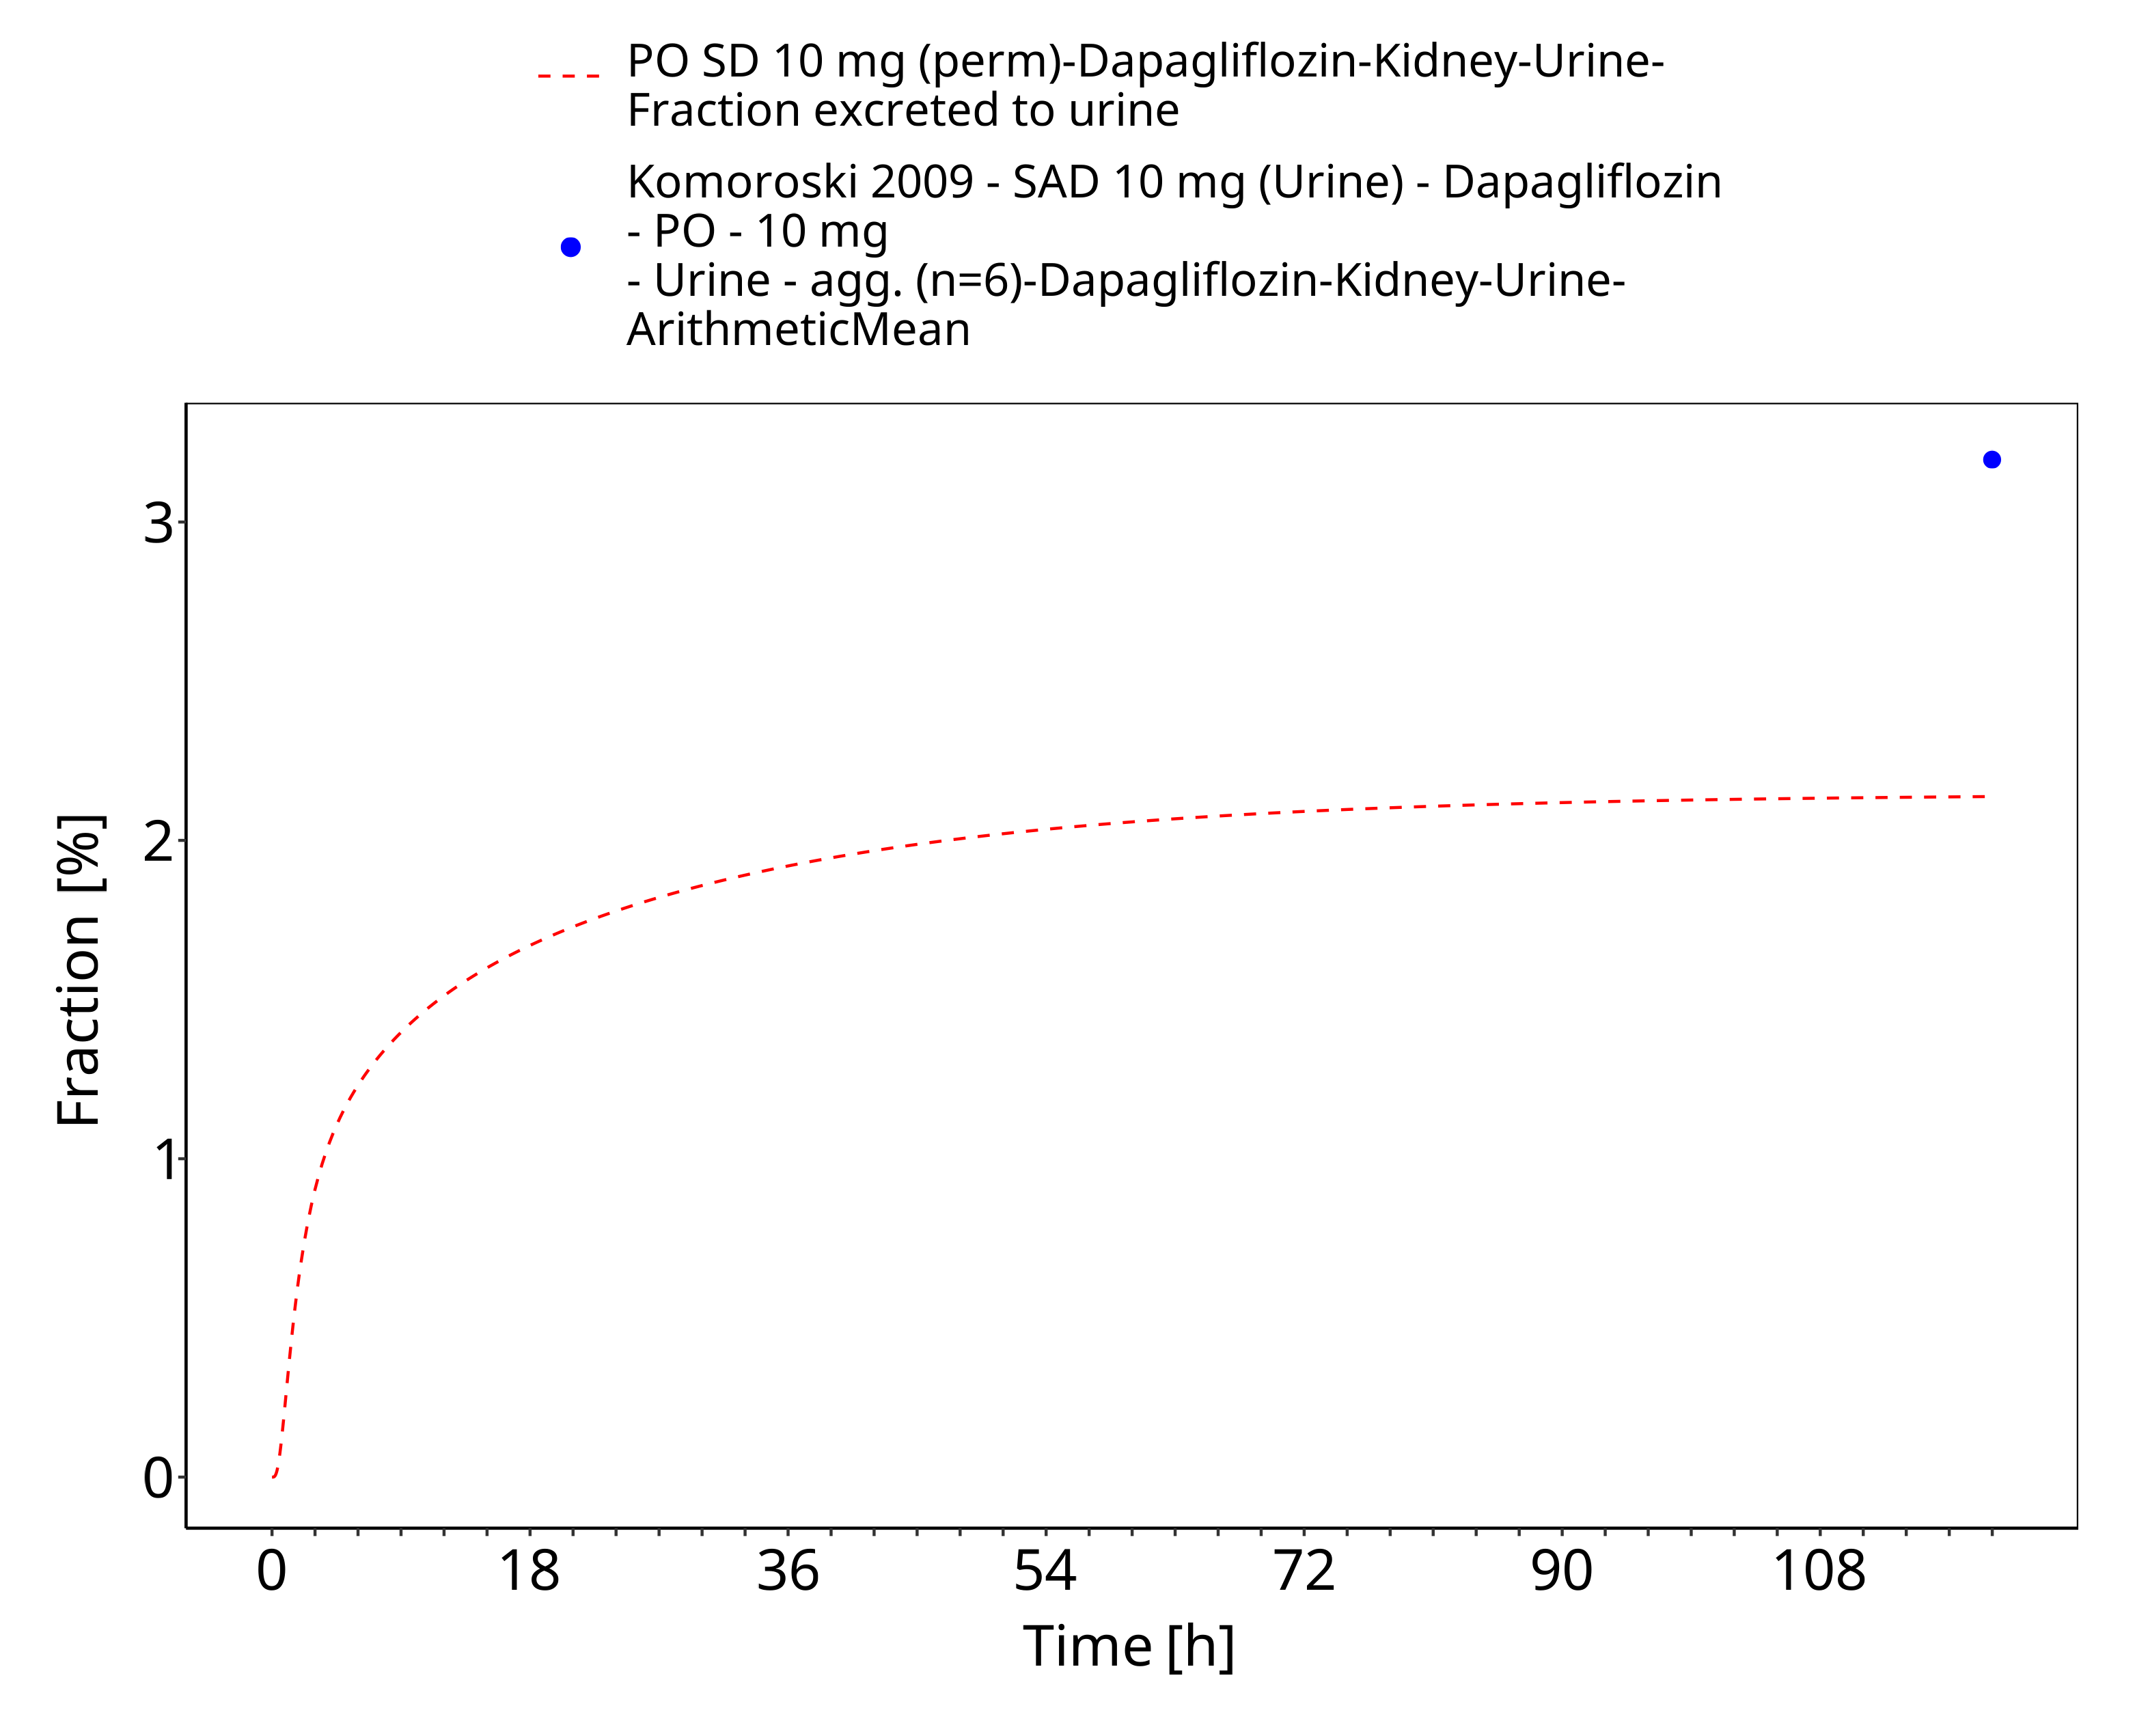 PO SD 10 mg (perm)-Dapagliflozin-Kidney-Urine-
Fraction excreted to urine
Komoroski 2009 - SAD 10 mg (Urine) - Dapagliflozin
- PO - 10 mg
- Urine - agg. (n=6)-Dapagliflozin-Kidney-Urine-
ArithmeticMean
3
2
1
0
Fraction [%]
0 18 36 54 72 90 108
Time [h]